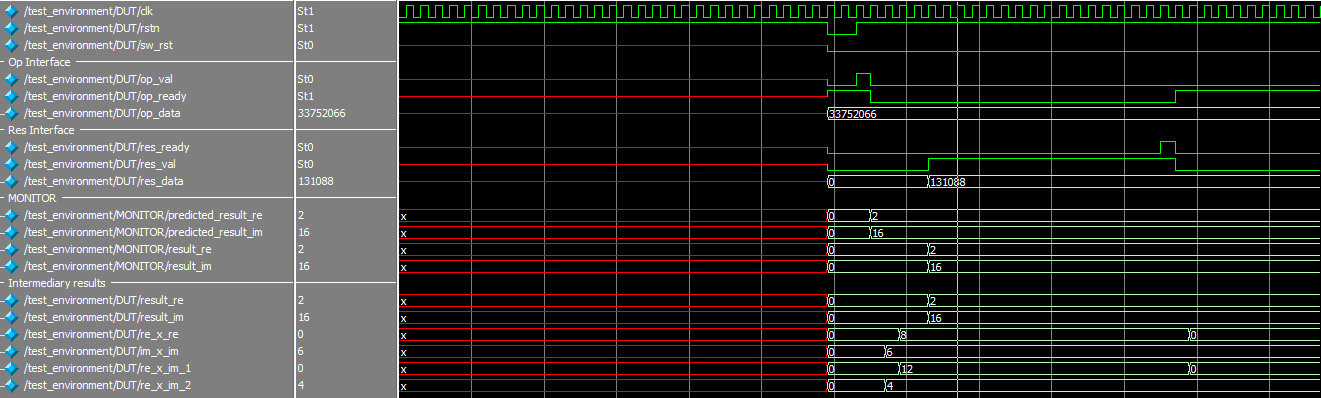 /test_environment/DUT/clk St1
/test_environment/DUT/rstn St1
/test_environment/DUT/sw_rst St0
Op Interface
/test_environment/DUT/op_val St0
/test_environment/DUT/op_ready St1
/test_environment/DUT/op_data 33752066 33752066
Res Interface
/test_environment/DUT/res_ready St0
/test_environment/DUT/res_val St0
/test_environment/DUT/res_data 131088 0 131088
MONITOR
/test_environment/MONITOR/predicted_result_re 2 x 0 2
/test_environment/MONITOR/predicted_result_im 16 x 0 16
/test_environment/MONITOR/result_re 2 x 0 2
/test_environment/MONITOR/result_im 16 x 0 16
Intermediary results
/test_environment/DUT/result_re 2 x 0 2
/test_environment/DUT/result_im 16 x 0 16
/test_environment/DUT/re_x_re 0 x 0 8 0
/test_environment/DUT/im_x_im 6 x 0 6
/test_environment/DUT/re_x_im_1 0 x 0 12 0
/test_environment/DUT/re_x_im_2 4 x 0 4